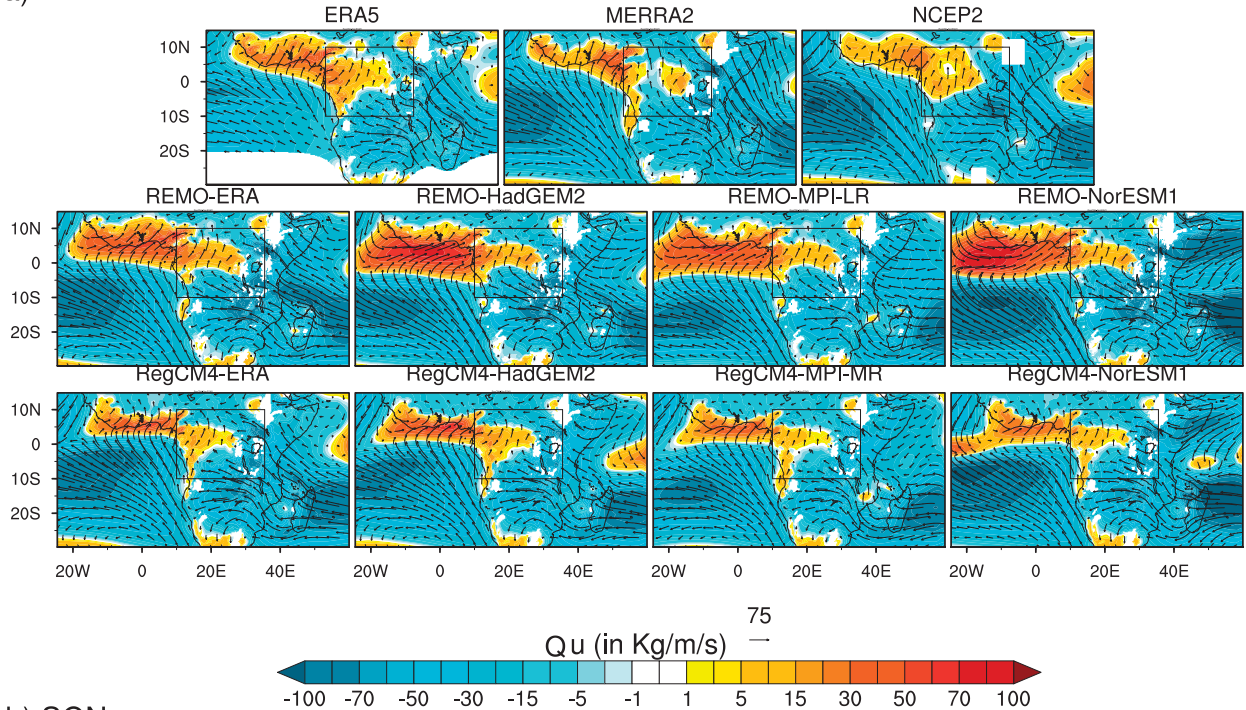 ERA5 MERRA2 NCEP2
10N
0
10S
20S
REMO-ERA REMO-HadGEM2 REMO-MPI-LR REMO-NorESM1
10N
0
10S
20S
RegCM4-ERA RegCM4-HadGEM2 RegCM4-MPI-MR RegCM4-NorESM1
10N
0
10S
20S
20W 0 20E 40E 20W 0 20E 40E 20W 0 20E 40E 20W 0 20E 40E
75
Qu (in Kg/m/s)
-100 -70 -50 -30 -15 -5 -1 1 5 15 30 50 70 100